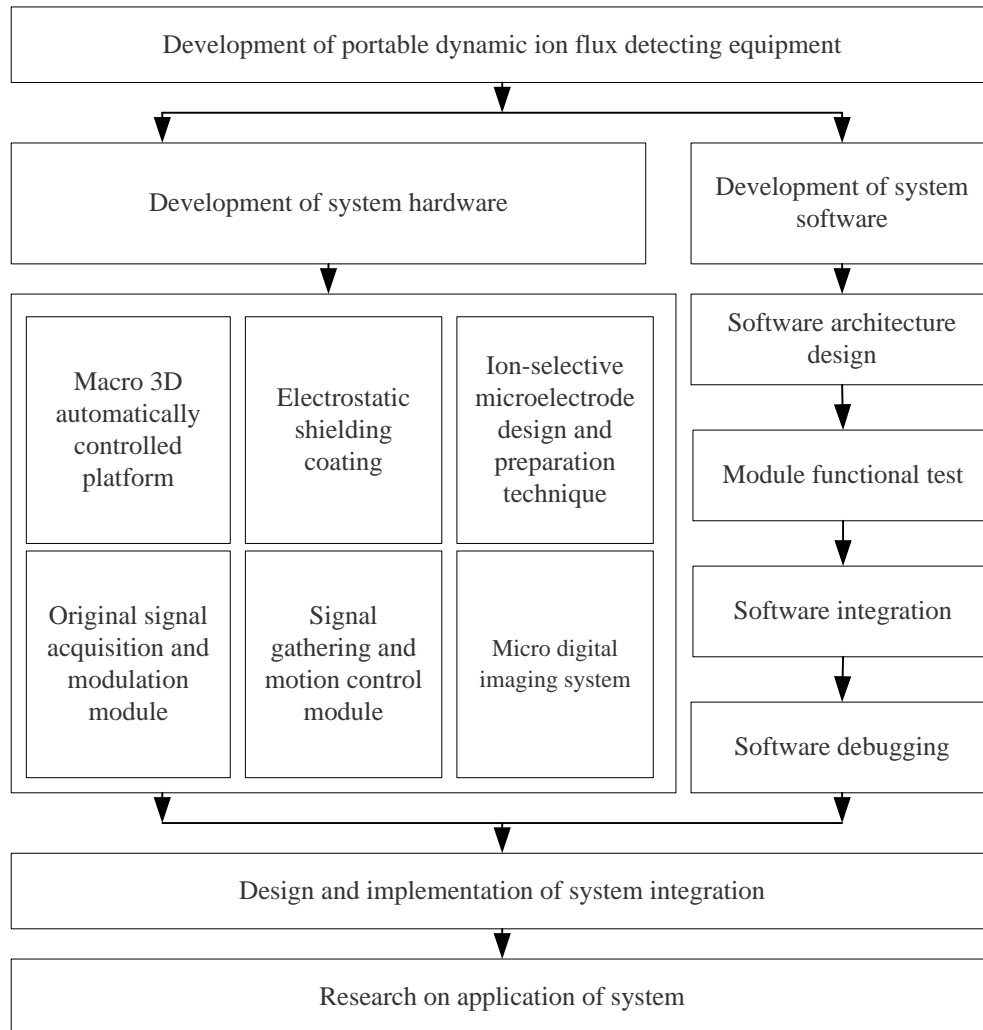 Development of portable dynamic ion flux detecting equipment
Development of system hardware
Development of system
software
Macro 3D
automatically
controlled
platform
Electrostatic
shielding
coating
Ion-selective
microelectrode
design and
preparation
technique
Original signal
acquisition and
modulation
module
Signal
gathering and
motion control
module
Micro digital
imaging system
Software architecture
design
Module functional test
Software integration
Software debugging
Design and implementation of system integration
Research on application of system